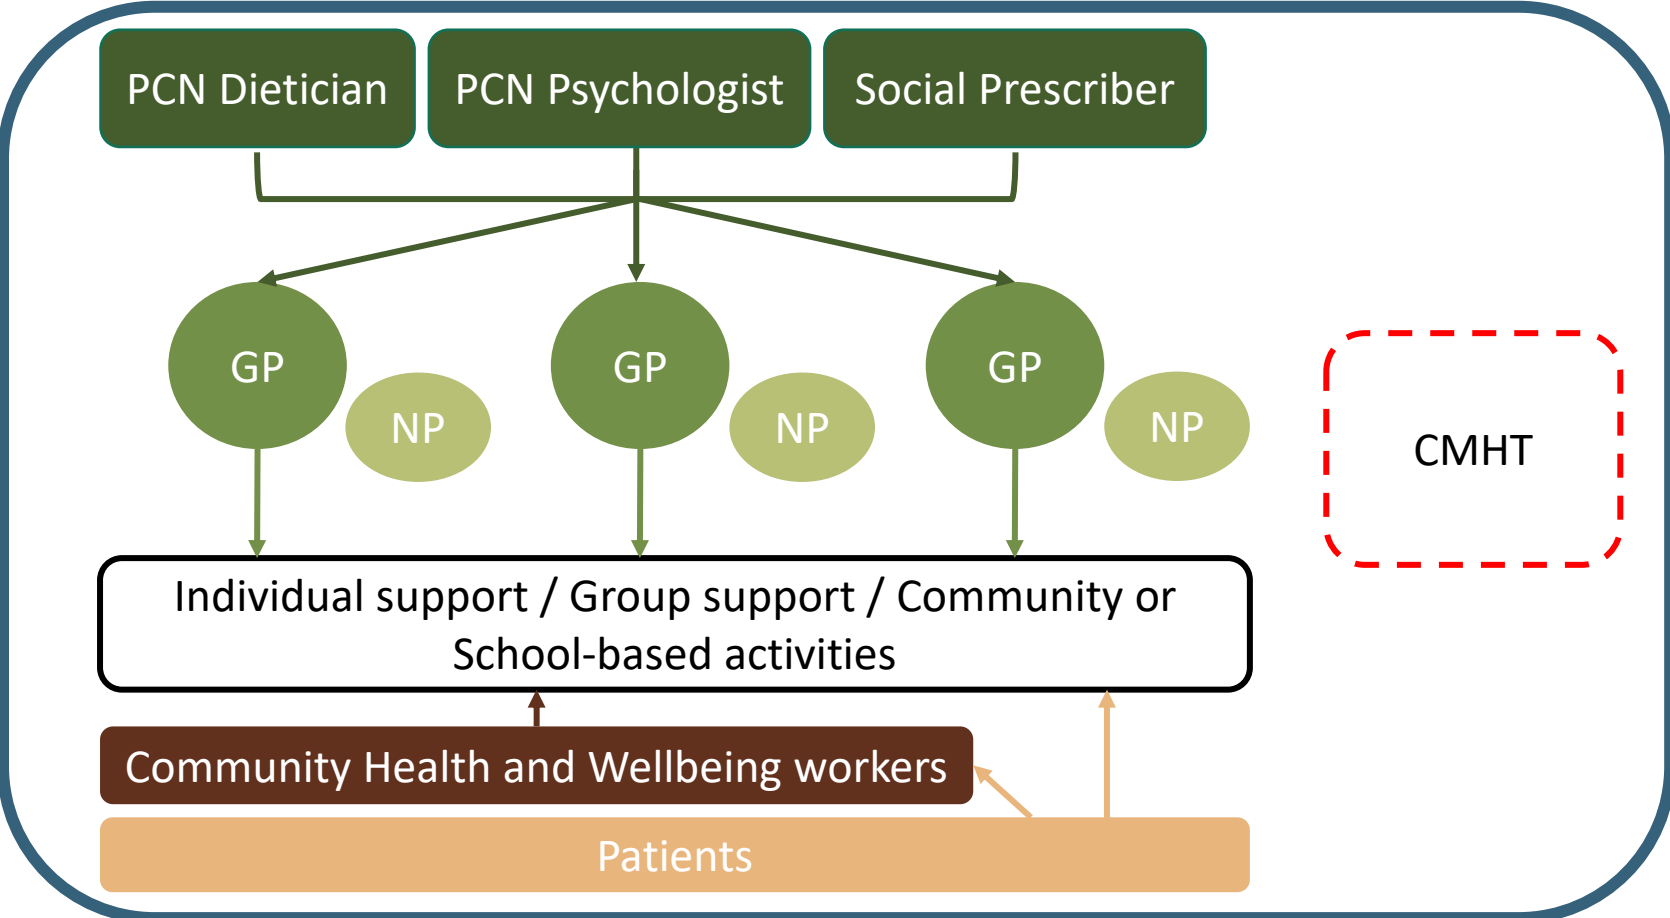 PCN Dietician
PCN Psychologist
Social Prescriber
GP
NP
GP
NP
GP
NP
CMHT
Individual support / Group support / Community or
School-based activities
Community Health and Wellbeing workers
Patients